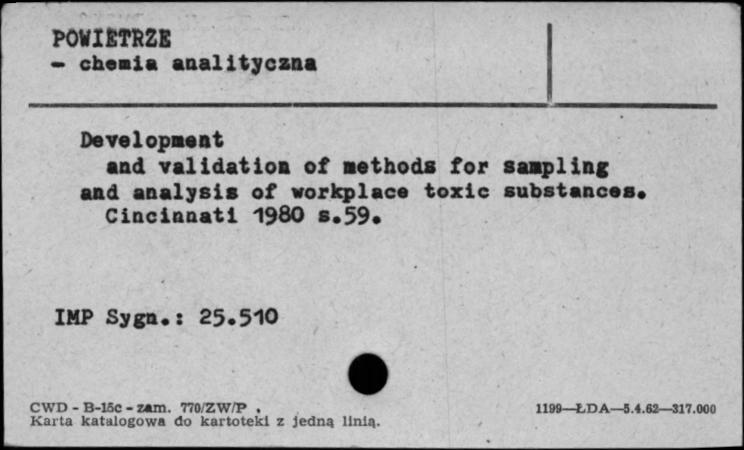 POWIETRZE
- chemia analityczna
Development
and validation of methods for sampling
and analysis of workplace toxic substances.
Cincinnati 1980 s.59.
IMP Sygn.: 25.510
CWD - B-15c - zam. 770/ZW/P
1199—ŁDA—5.4.62—317.000
Karta katalogowa do kartoteki z jedną linią.